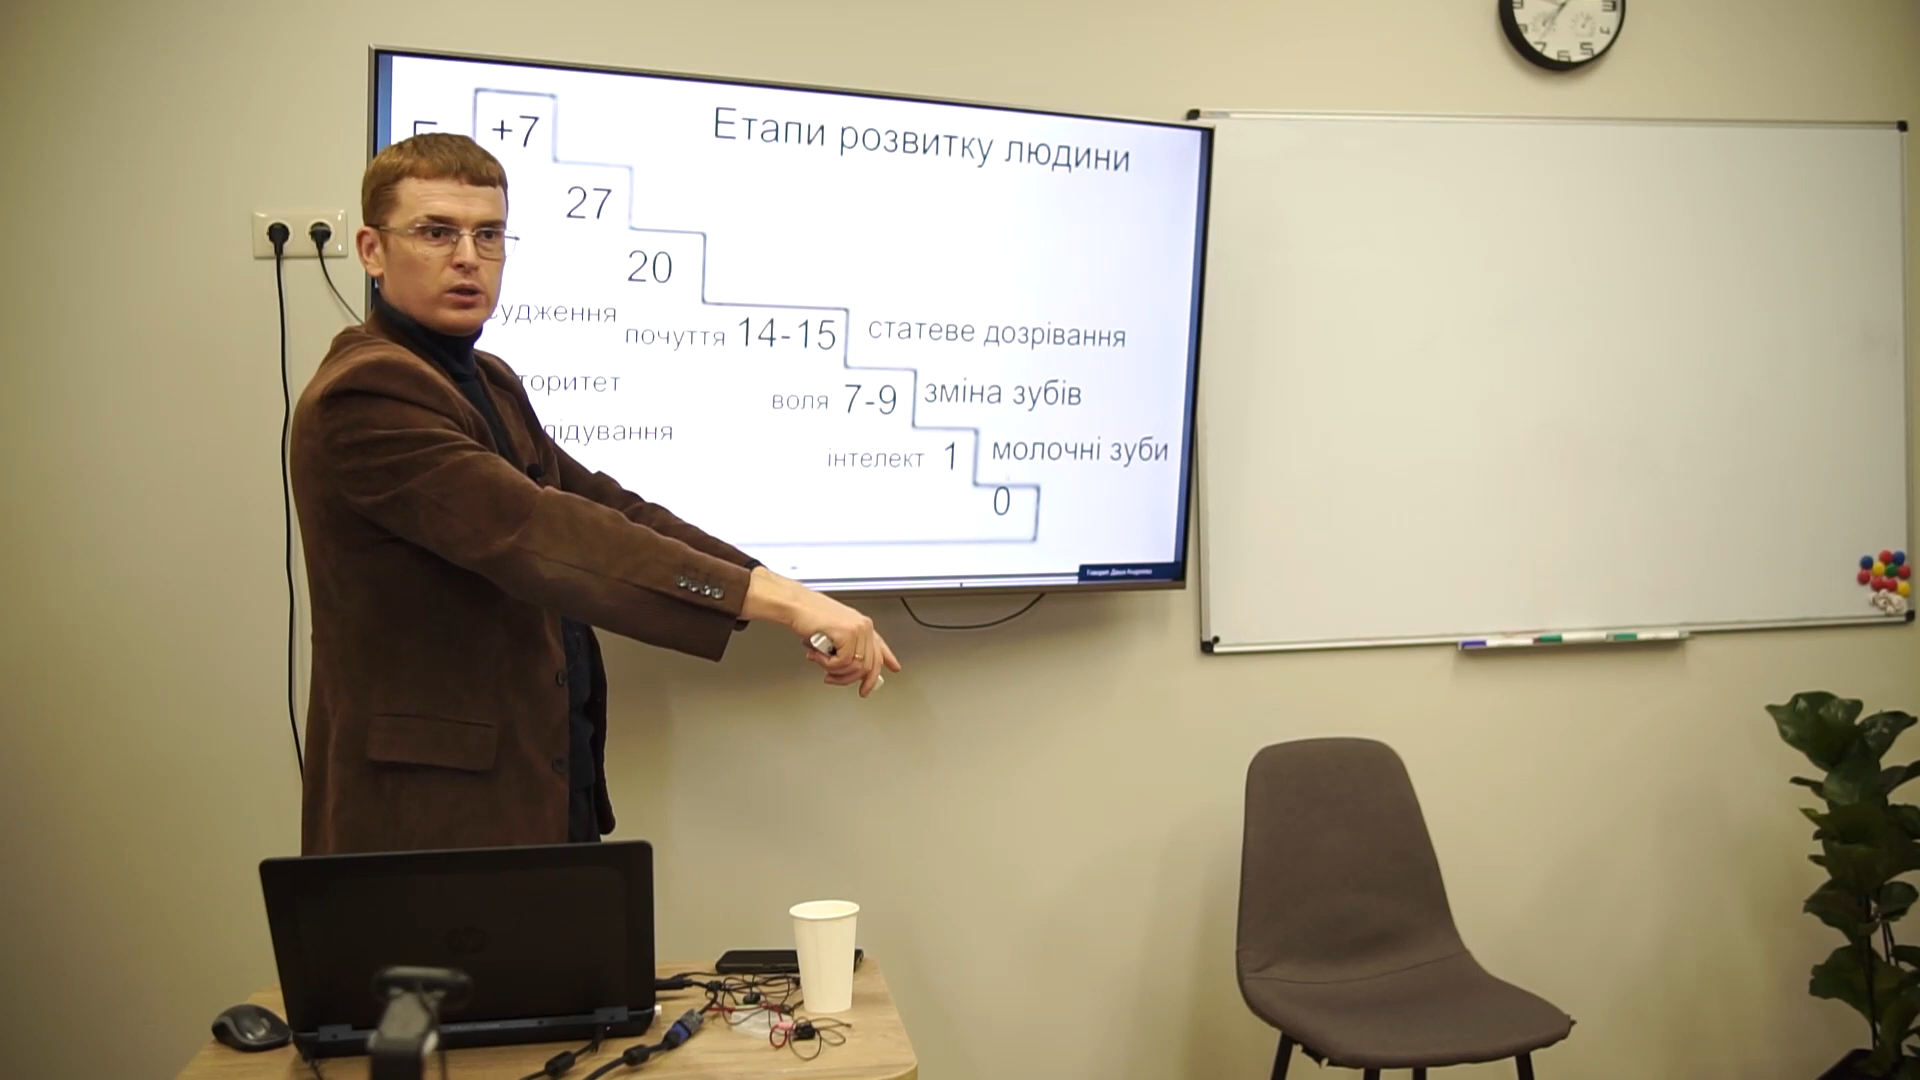 Етапи розвитку людини
+7
27
20
почуття 14-15 статеве дозрівання
воля 7-9 зміна зубів
інтелект 1 молочні зуби
0